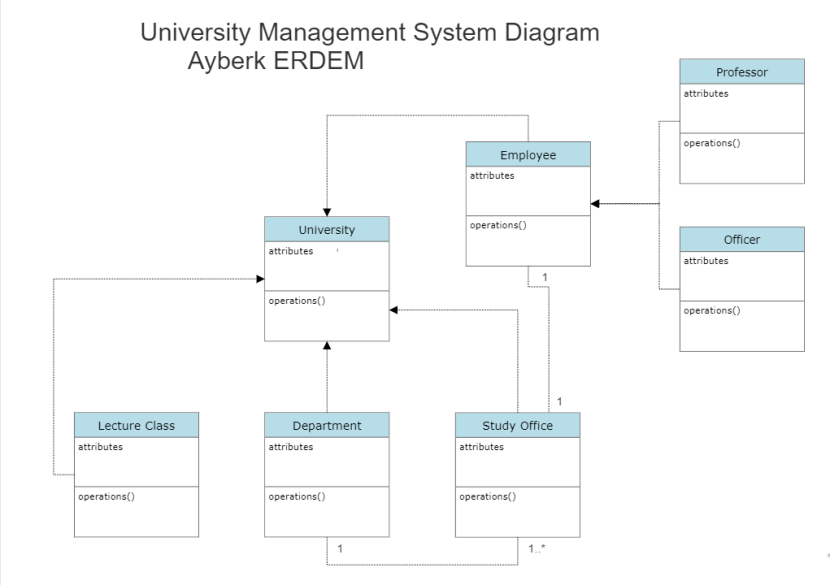 University Management System Diagram
Ayberk ERDEM
Professor
attributes
operations()
Employee
attributes
operations()
1
Officer
attributes
operations()
University
attributes
operations()
1
Lecture Class
attributes
operations()
Department
attributes
operations()
1
Study Office
attributes
operations()
1..*